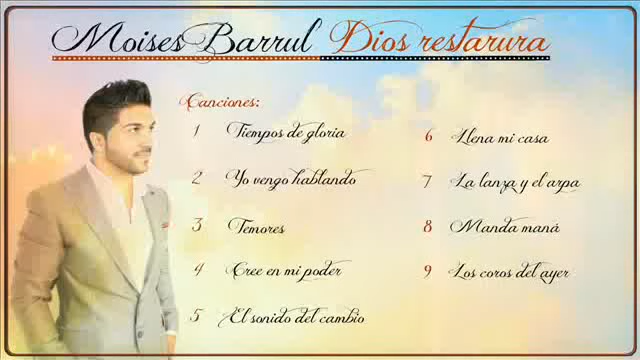 Moises Barrul Dios restarura
Canciones:
1 Tiempos de gloria
2 Yo vengo hablando
3 Temores
4 Cree en mi poder
5 El sonido del cambio
6 Llena mi casa
7 La lanza y el arpa
8 Manda maná
9 Los coros del ayer